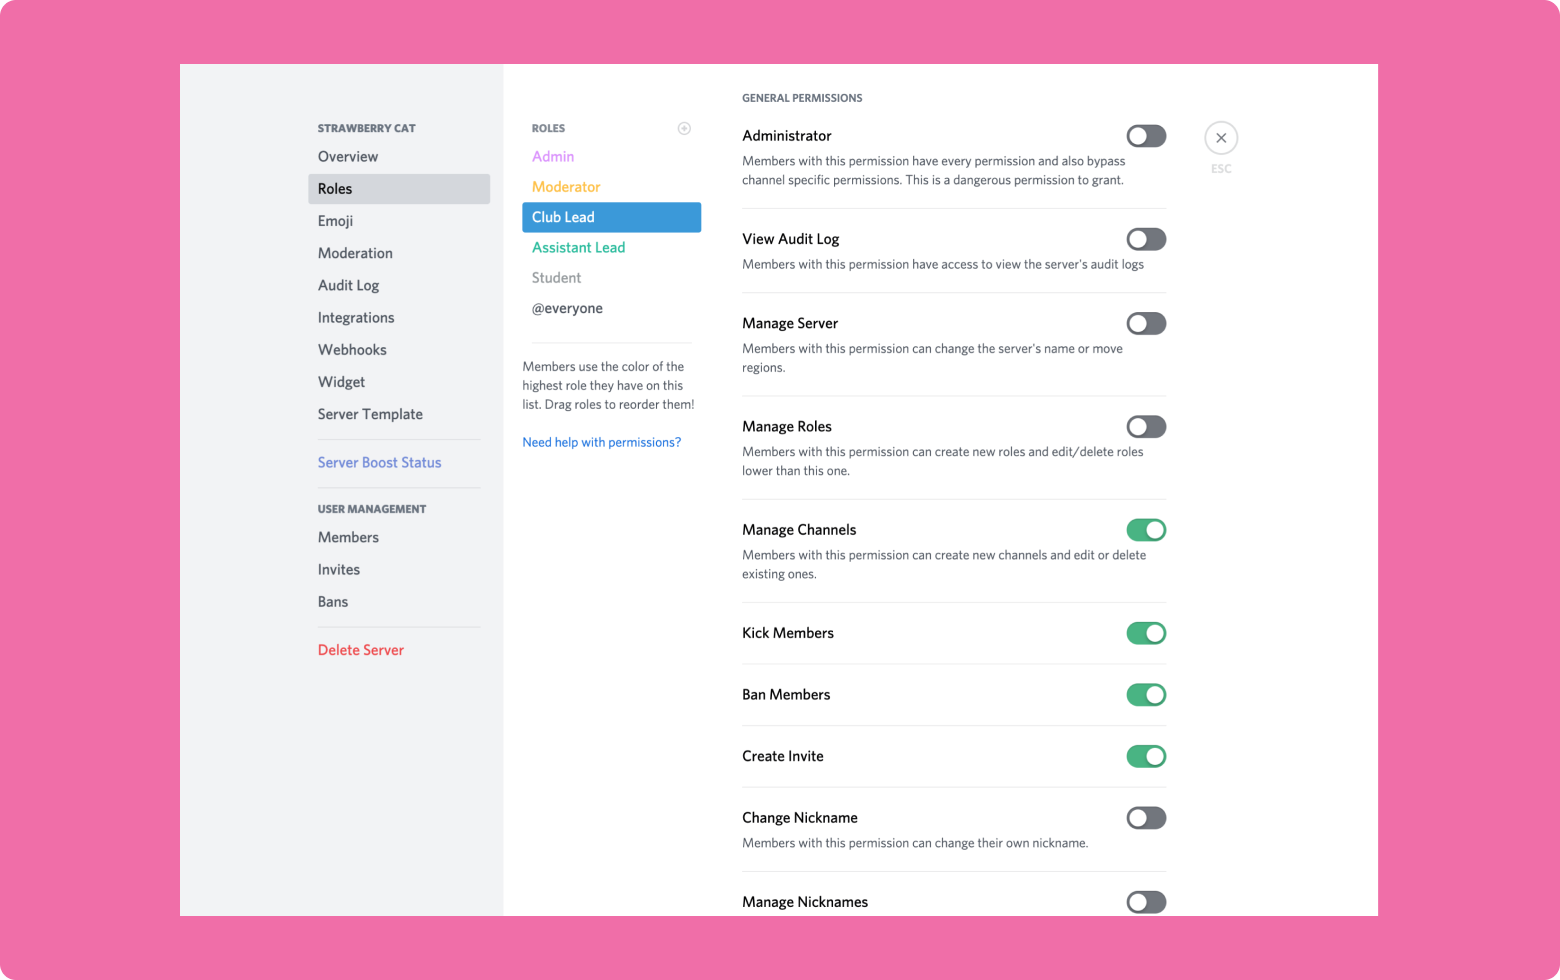 STRAWBERRY CAT
Overview
Roles
Emoji
Moderation
Audit Log
Integrations
Webhooks
Widget
Server Template
Server Boost Status
USER MANAGEMENT
Members
Invites
Bans
Delete Server
ROLES
Admin
Moderator
Club Lead
Assistant Lead
Student
@everyone
Members use the color of the
highest role they have on this
list. Drag roles to reorder them!
Need help with permissions?
GENERAL PERMISSIONS
Administrator
Members with this permission have every permission and also bypass
channel specific permissions. This is a dangerous permission to grant.
View Audit Log
Members with this permission have access to view the server's audit logs
Manage Server
Members with this permission can change the server's name or move
regions.
Manage Roles
Members with this permission can create new roles and edit/delete roles
lower than this one.
Manage Channels
Members with this permission can create new channels and edit or delete
existing ones.
Kick Members
Ban Members
Create Invite
Change Nickname
Members with this permission can change their own nickname.
Manage Nicknames
ESC